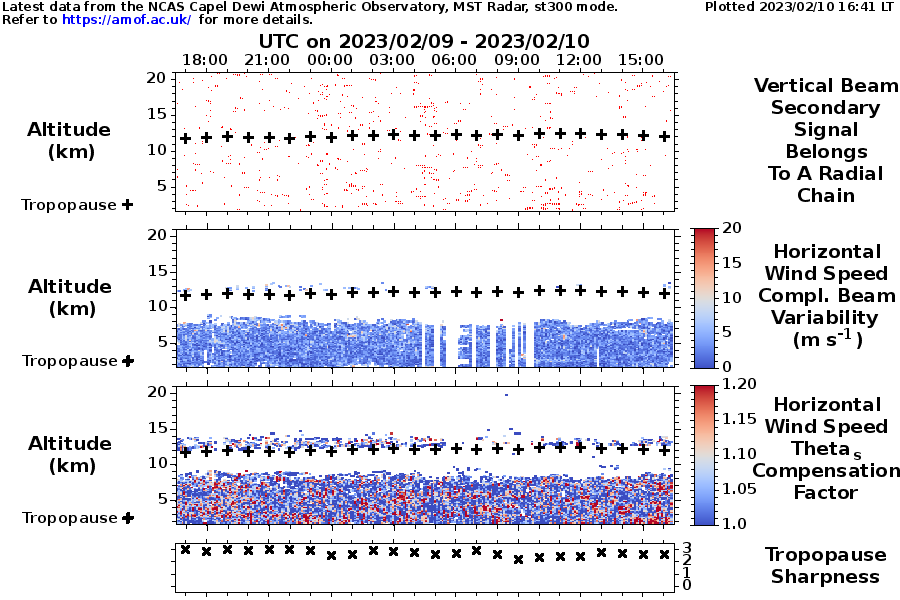 Latest data from the NCAS Capel Dewi Atmospheric Observatory, MST Radar, st300 mode.
Plotted 2023/02/10 16:41 LT
Refer to https://amof.ac.uk/ for more details.
UTC on 2023/02/09 - 2023/02/10
18:00 21:00 00:00 03:00 06:00 09:00 12:00 15:00
20
15
10
5
Altitude
(km)
Tropopause +
Vertical Beam
Secondary
Signal
Belongs
To A Radial
Chain
20
15
10
5
Altitude
(km)
Tropopause +
20
15
10
5
0
Horizontal
Wind Speed
Compl. Beam
Variability
(m s-1)
20
15
10
5
Altitude
(km)
Tropopause +
1.20
1.15
1.10
1.05
1.0
Horizontal
Wind Speed
Theta s
Compensation
Factor
3
2
1
0
Tropopause
Sharpness